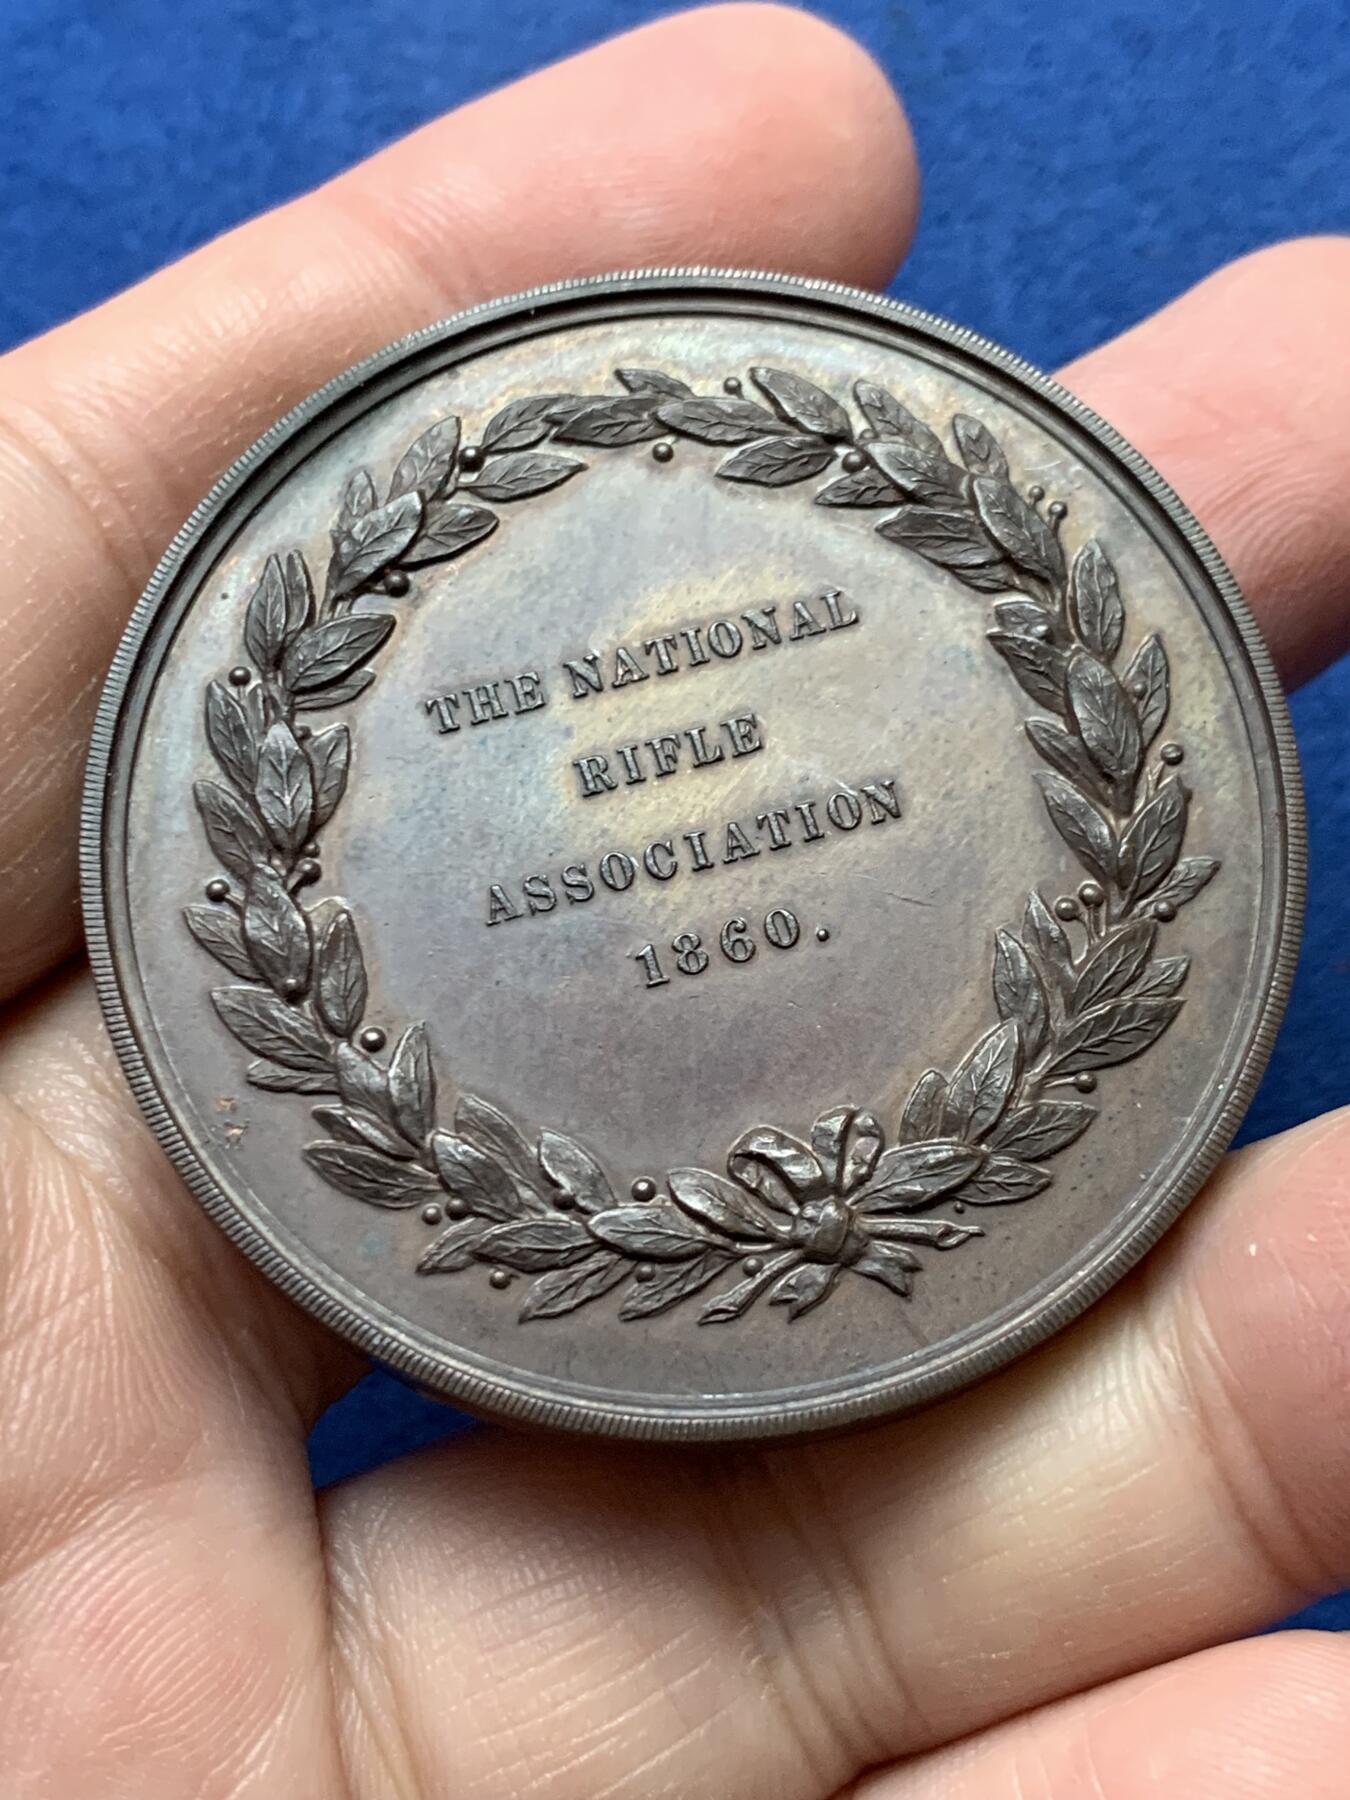 THE NATIONAL
RIFLE
ASSOCIATION
1860.